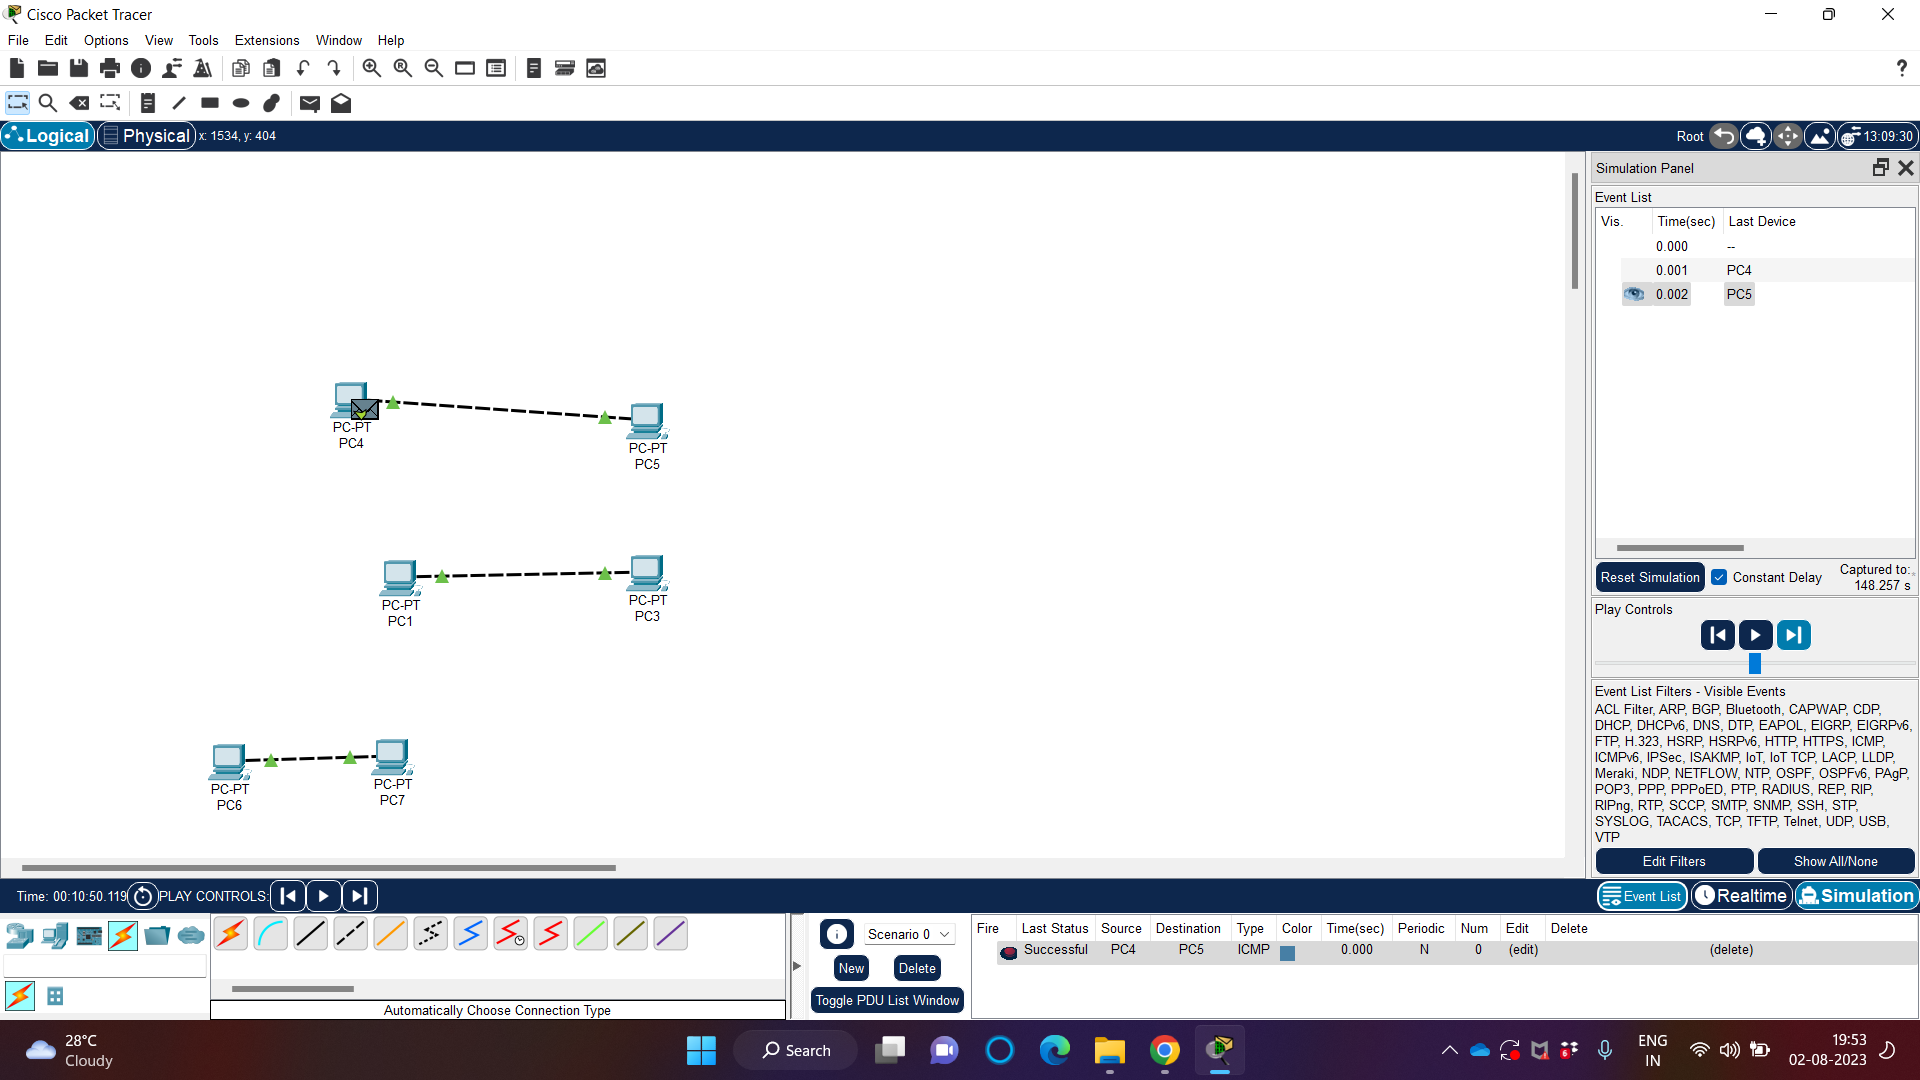 Cisco Packet Tracer
File Edit Options View Tools Extensions Window Help
?
Logical Physical x: 1534, y: 404 Root 13:09:30
Simulation Panel
Event List
Vis. Time(sec) Last Device
0.000 --
0.001 PC4
0.002 PC5
PC-PT
PC4
PC-PT
PC5
PC-PT
PC1
PC-PT
PC3
PC-PT
PC6
PC-PT
PC7
Reset Simulation Constant Delay Captured to:
148.257 s
Play Controls
Event List Filters - Visible Events
ACL Filter, ARP, BGP, Bluetooth, CAPWAP, CDP,
DHCP, DHCPv6, DNS, DTP, EAPOL, EIGRP, EIGRPv6,
FTP, H.323, HSRP, HSRPv6, HTTP, HTTPS, ICMP,
ICMPv6, IPSec, ISAKMP, IoT, IoT TCP, LACP, LLDP,
Meraki, NDP, NETFLOW, NTP, OSPF, OSPFv6, PAgP,
POP3, PPP, PPPoED, PTP, RADIUS, REP, RIP,
RIPng, RTP, SCCP, SMTP, SNMP, SSH, STP,
SYSLOG, TACACS, TCP, TFTP, Telnet, UDP, USB,
VTP
Edit Filters Show All/None
Time: 00:10:50.119 PLAY CONTROLS: Event List Realtime Simulation
Scenario 0
New Delete
Toggle PDU List Window
Fire Last Status Source Destination Type Color Time(sec) Periodic Num Edit Delete
Successful PC4 PC5 ICMP 0.000 N 0 (edit) (delete)
Automatically Choose Connection Type
28°C
Cloudy
Search
6
ENG
IN
19:53
02-08-2023